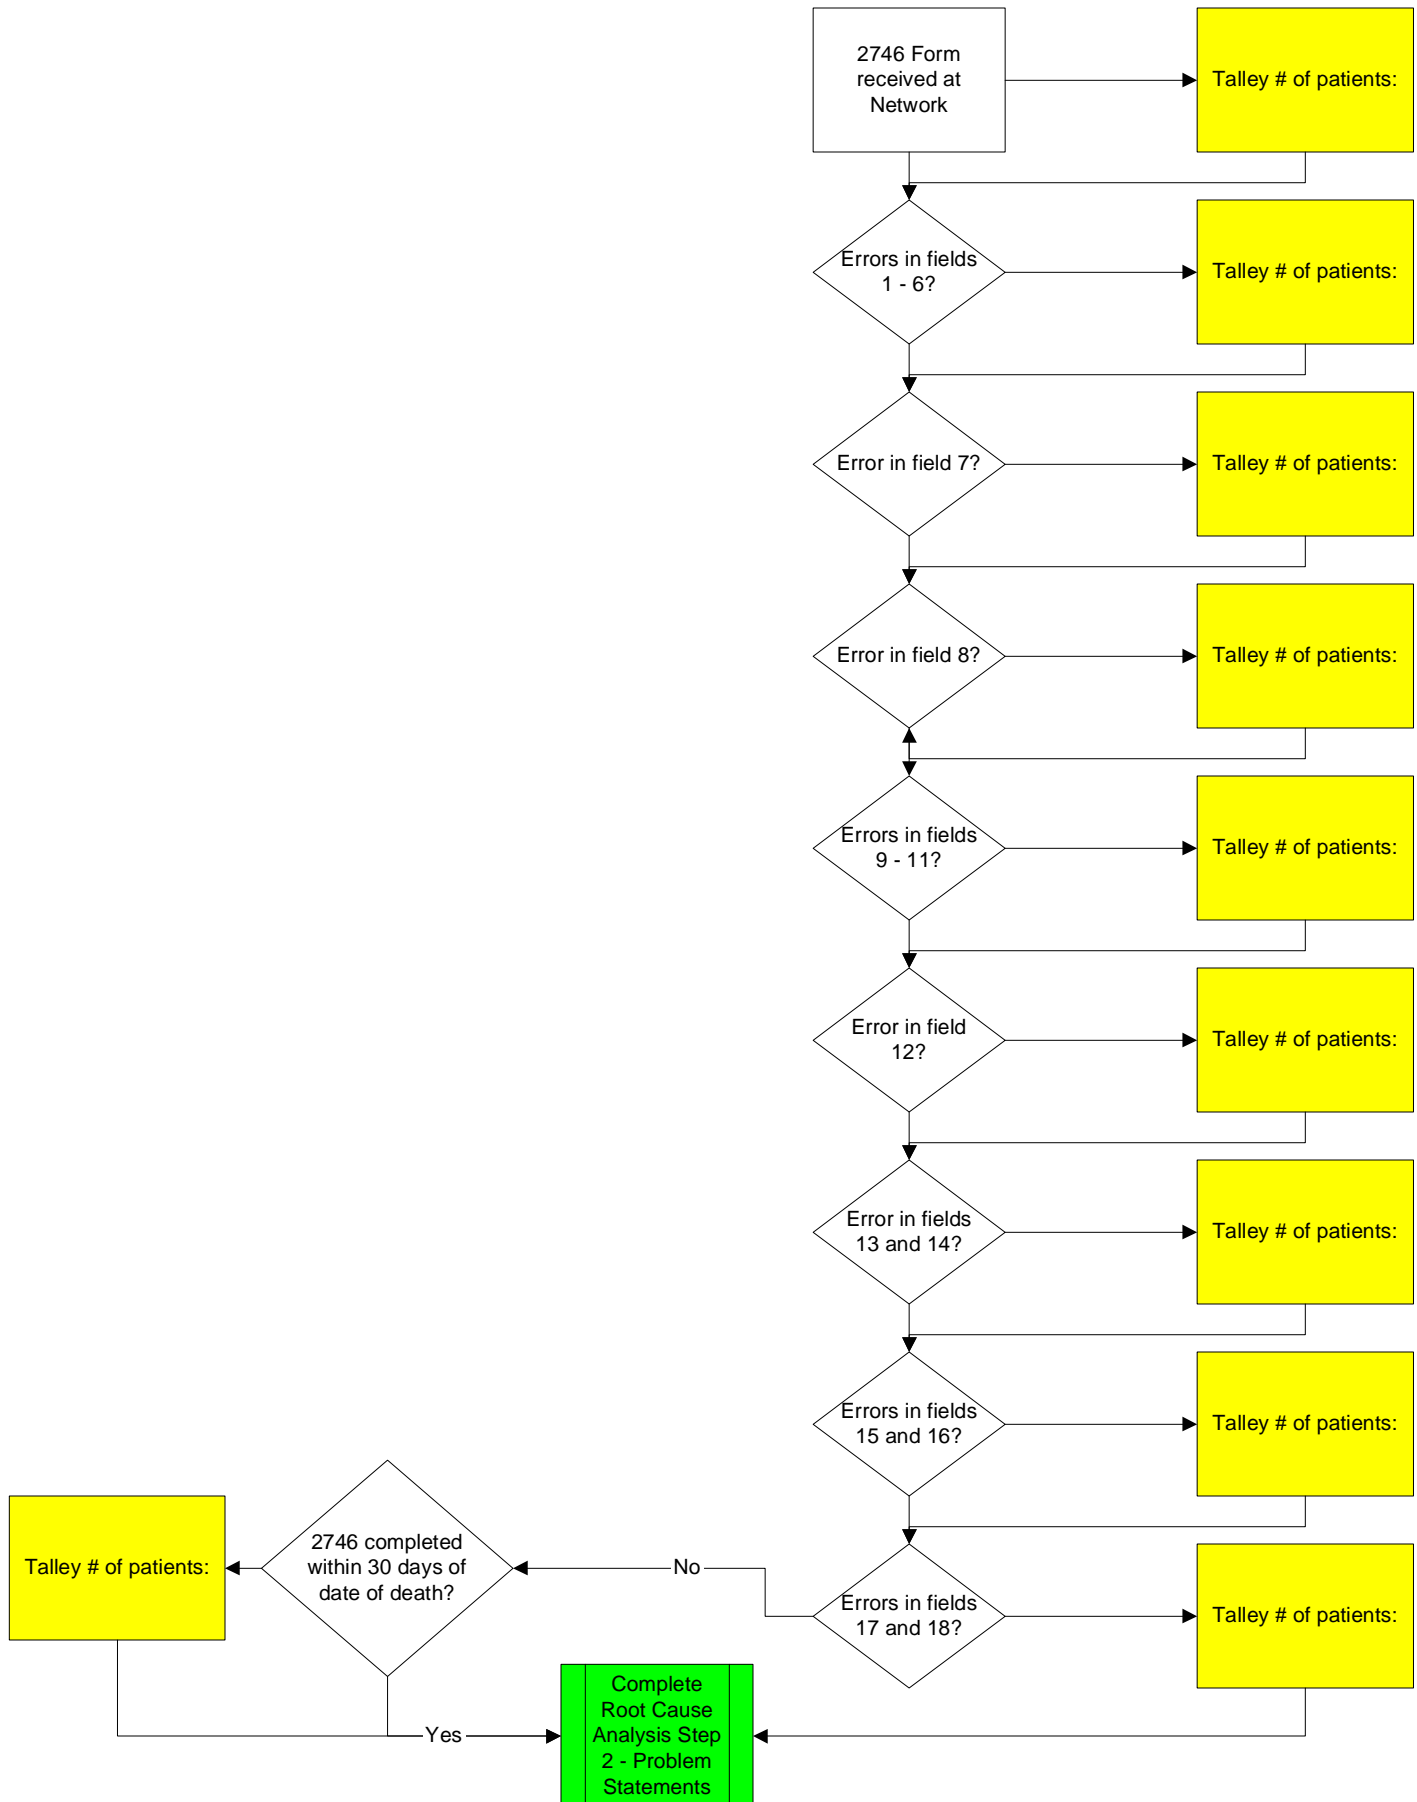 2746 Form
received at
Network
Talley # of patients:
Errors in fields
1 - 6?
Talley # of patients:
Error in field 7?
Talley # of patients:
Error in field 8?
Talley # of patients:
Errors in fields
9 - 11?
Talley # of patients:
Error in field
12?
Talley # of patients:
Error in fields
13 and 14?
Talley # of patients:
Errors in fields
15 and 16?
Talley # of patients:
Errors in fields
17 and 18?
Talley # of patients:
No
2746 completed
within 30 days of
date of death?
Talley # of patients:
Yes
Complete
Root Cause
Analysis Step
2 - Problem
Statements